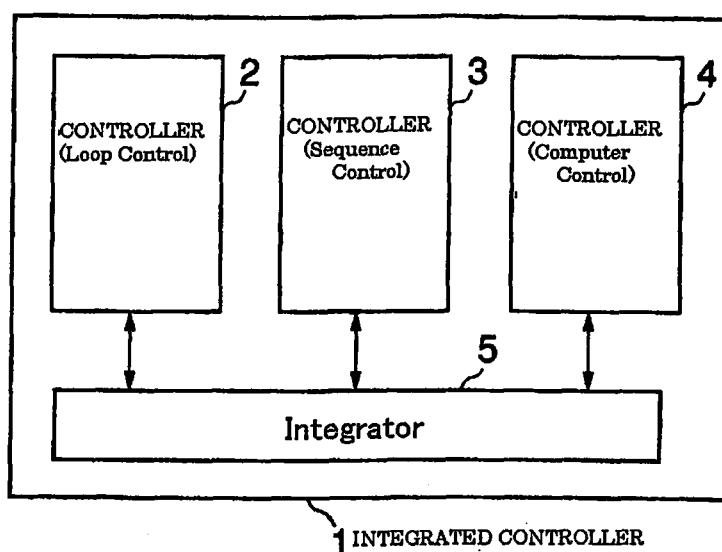 2
CONTROLLER
(Loop Control)
3
CONTROLLER
(Sequence
Control)
4
CONTROLLER
(Computer
Control)
5
Integrator
1 INTEGRATED CONTROLLER